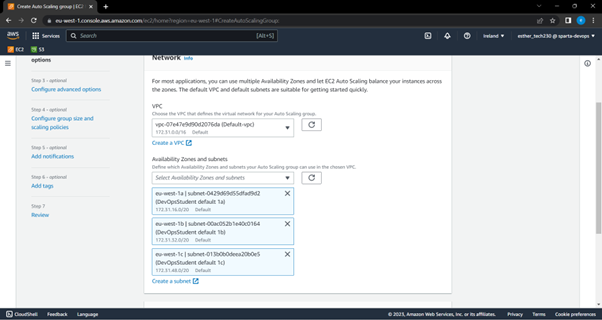 Create Auto Scaling group | EC2 |
eu-west-1.console.aws.amazon.com/ec2/home?region=eu-west-1#CreateAutoScalingGroup:
aws
Services
Search
[Alt+S]
Ireland
esther_tech230 @ sparta-devops
EC2
S3
options
Step 3 - optional
Configure advanced options
Step 4 - optional
Configure group size and
scaling policies
Step 5 - optional
Add notifications
Step 6 - optional
Add tags
Step 7
Review
Network Info
For most applications, you can use multiple Availability Zones and let EC2 Auto Scaling balance your instances across
the zones. The default VPC and default subnets are suitable for getting started quickly.
VPC
Choose the VPC that defines the virtual network for your Auto Scaling group.
vpc-07e47e9d90d2076da (Default-vpc)
172.31.0.0/16 Default
Create a VPC
Availability Zones and subnets
Define which Availability Zones and subnets your Auto Scaling group can use in the chosen VPC.
Select Availability Zones and subnets
eu-west-1a | subnet-0429d69d55dfad9d2
(DevOpsStudent default 1a)
172.31.16.0/20 Default
eu-west-1b | subnet-00ac052b1e40c0164
(DevOpsStudent default 1b)
172.31.32.0/20 Default
eu-west-1c | subnet-013b0b0deea20b0e5
(DevOpsStudent default 1c)
172.31.48.0/20 Default
Create a subnet
CloudShell
Feedback
Language
© 2023, Amazon Web Services, Inc. or its affiliates.
Privacy
Terms
Cookie preferences